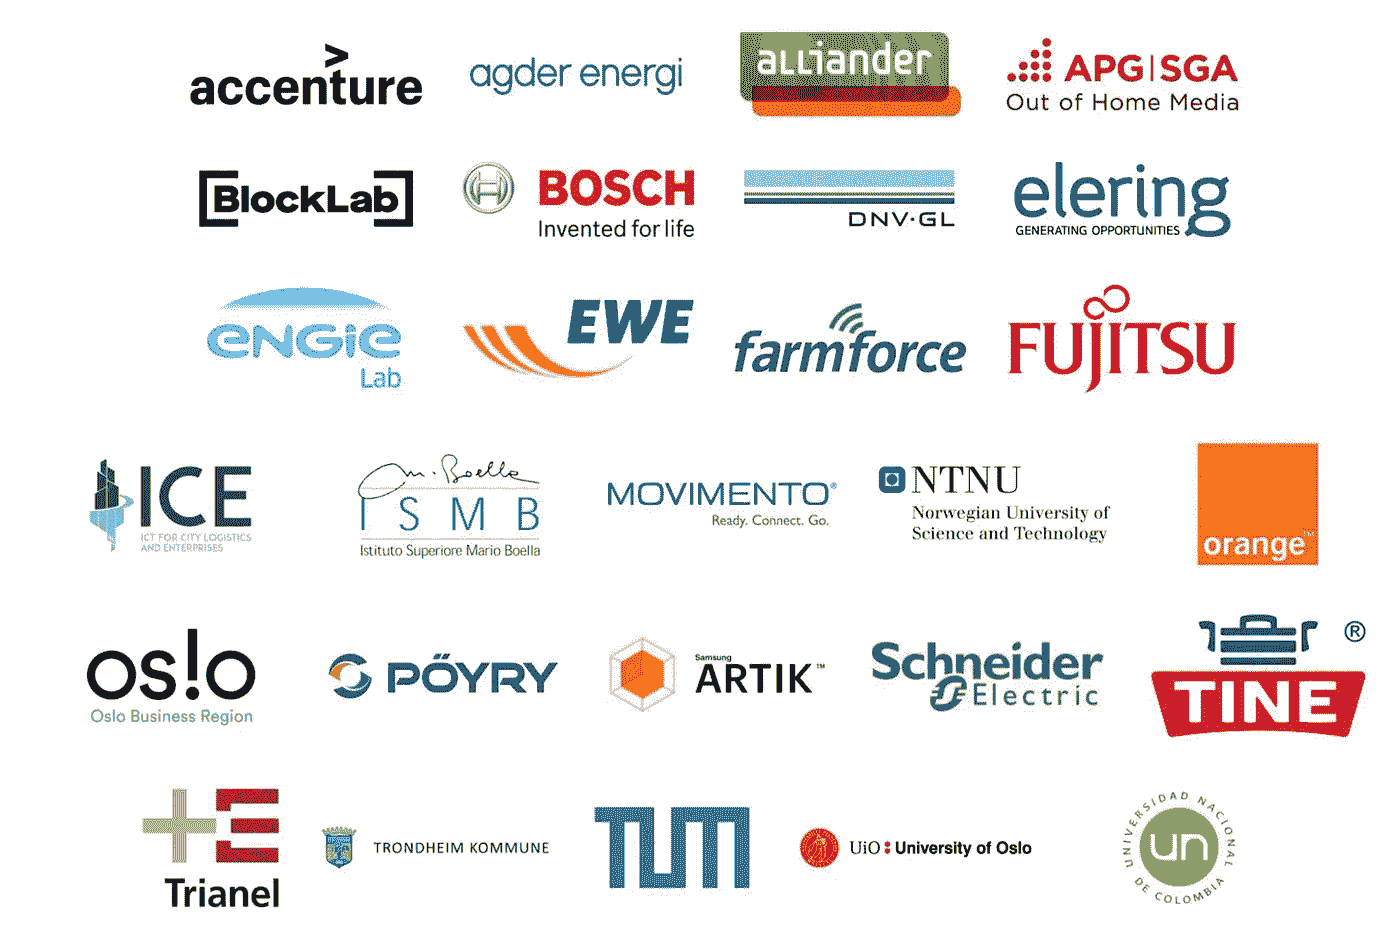 accenture
agder energi
alliander
APG|SGA
Out of Home Media
BlockLab
BOSCH
Invented for life
DNV·GL
elering
GENERATING OPPORTUNITIES
ENGIE
Lab
EWE
farmforce
FUJITSU
ICE
ICT FOR CITY LOGISTICS
AND ENTERPRISES
M. Boella
ISMB
Istituto Superiore Mario Boella
MOVIMENTO®
Ready. Connect. Go.
NTNU
Norwegian University of
Science and Technology
orange™
os!o
Oslo Business Region
PÖYRY
Samsung
ARTIK™
Schneider
Electric
®
TINE
Trianel
TRONDHEIM KOMMUNE
TUM
UiO: University of Oslo
UNIVERSIDAD NACIONAL
un
DE COLOMBIA